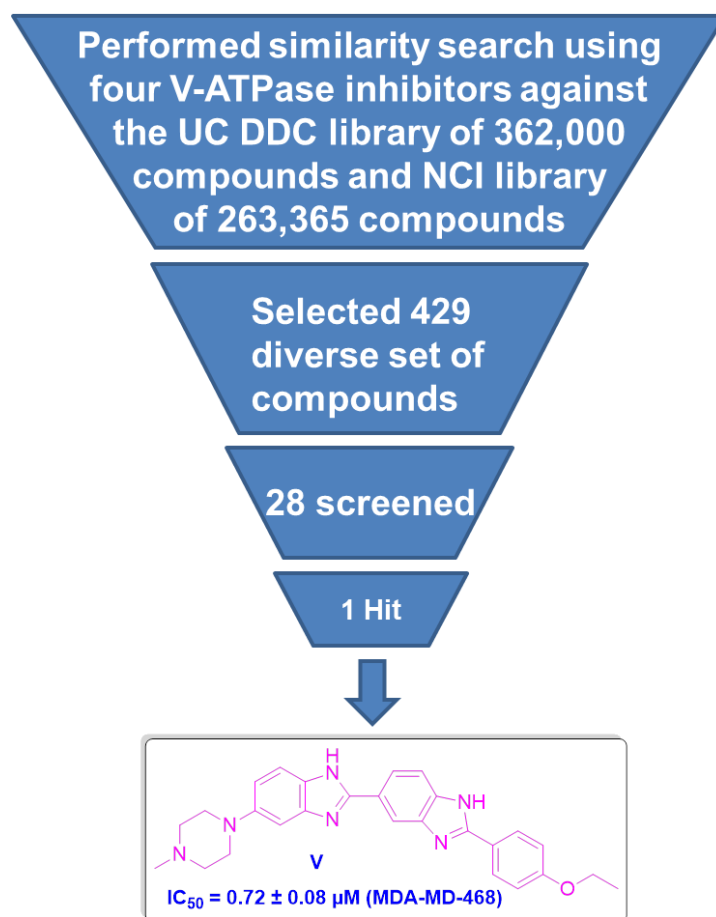 Performed similarity search using
four V-ATPase inhibitors against
the UC DDC library of 362,000
compounds and NCI library
of 263,365 compounds
Selected 429
diverse set of
compounds
28 screened
1 Hit
H
N
N
NH
N
N
N
O
V
IC50 = 0.72 ± 0.08 µM (MDA-MD-468)